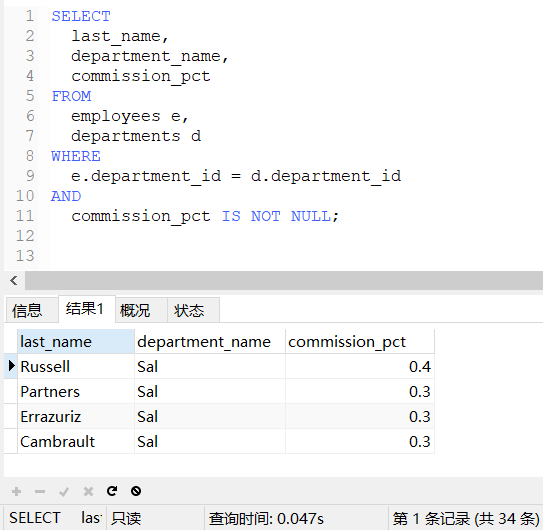 1 SELECT
2 last_name,
3 department_name,
4 commission_pct
5 FROM
6 employees e,
7 departments d
8 WHERE
9 e.department_id = d.department_id
10 AND
11 commission_pct IS NOT NULL;
12
13
信息 结果1 概况 状态
last_name department_name commission_pct
Russell Sal 0.4
Partners Sal 0.3
Errazuriz Sal 0.3
Cambrault Sal 0.3
SELECT las 只读 查询时间: 0.047s 第 1 条记录 (共 34 条)